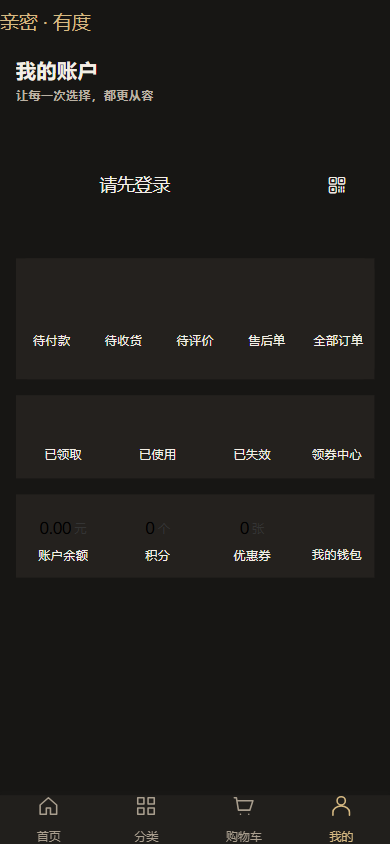 亲密 · 有度
我的账户
让每一次选择，都更从容
请先登录
待付款 待收货 待评价 售后单 全部订单
已领取 已使用 已失效 领券中心
0.00 元 0 个 0 张
账户余额 积分 优惠券 我的钱包
首页 分类 购物车 我的